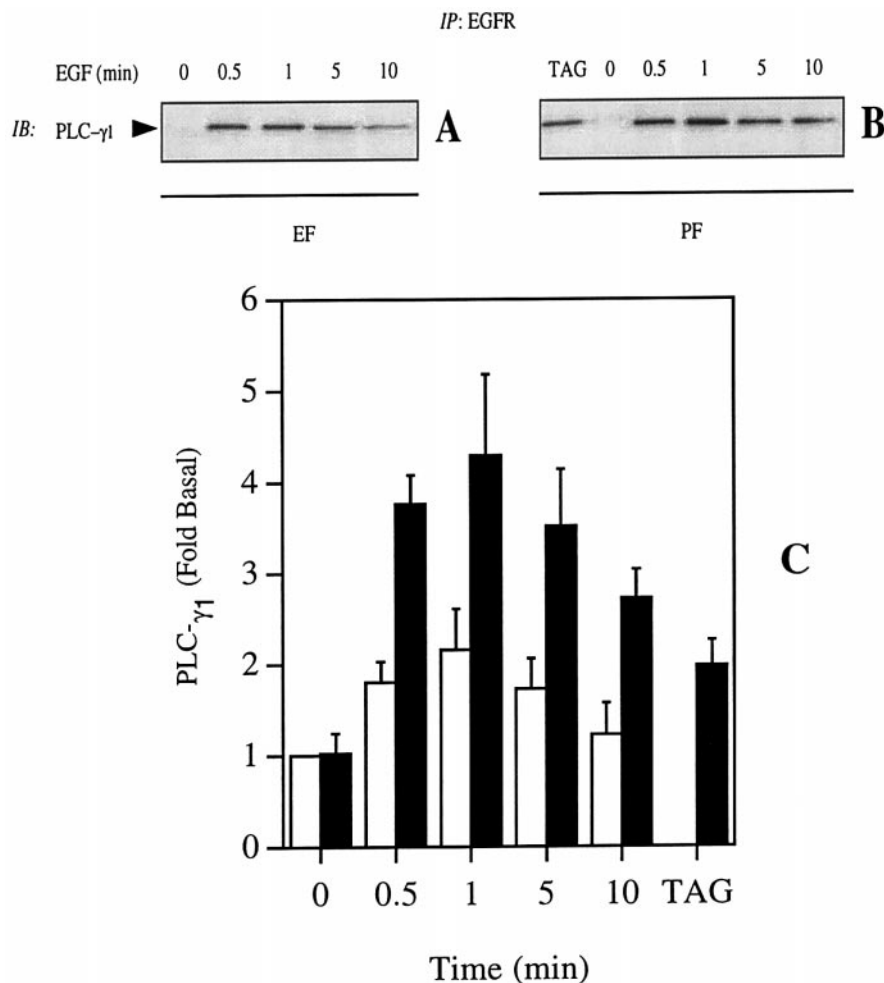 IP: EGFR
EGF (min) 0 0.5 1 5 10
TAG 0 0.5 1 5 10
IB: PLC–γ1
A
B
EF
PF
6
5
4
3
2
1
0
PLC-γ1 (Fold Basal)
C
0 0.5 1 5 10 TAG
Time (min)